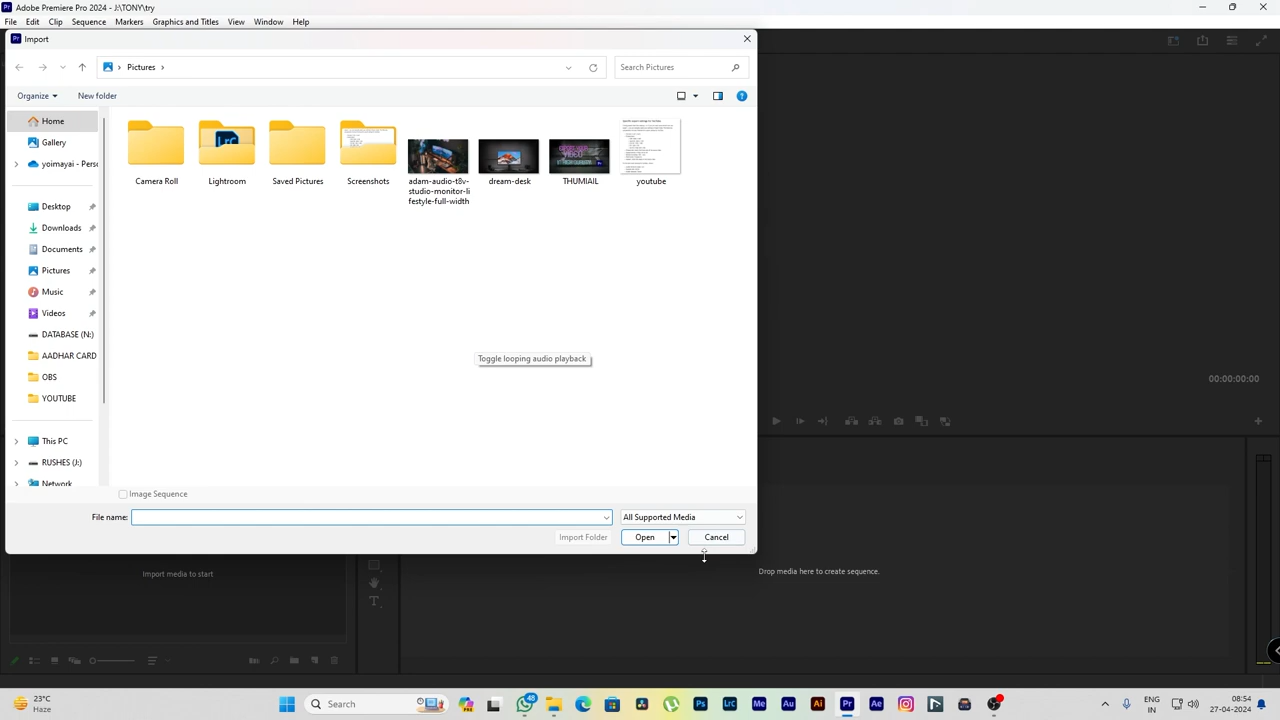 Adobe Premiere Pro 2024 - J:\TONY\try
File Edit Clip Sequence Markers Graphics and Titles View Window Help
Import
Pictures
Search Pictures
Organize
New folder
Home
Gallery
yoimayai - Pers
Desktop
Downloads
Documents
Pictures
Music
Videos
DATABASE (N:)
AADHAR CARD
OBS
YOUTUBE
This PC
RUSHES (J:)
Network
Camera Roll
Lightroom
Saved Pictures
Screenshots
adam-audio-t8v-
studio-monitor-li
festyle-full-width
dream-desk
THUMIAIL
youtube
Toggle looping audio playback
Image Sequence
File name:
All Supported Media
Import Folder
Open
Cancel
00:00:00:00
Import media to start
Drop media here to create sequence.
23°C
Haze
Search
48
ENG
IN
08:54
27-04-2024